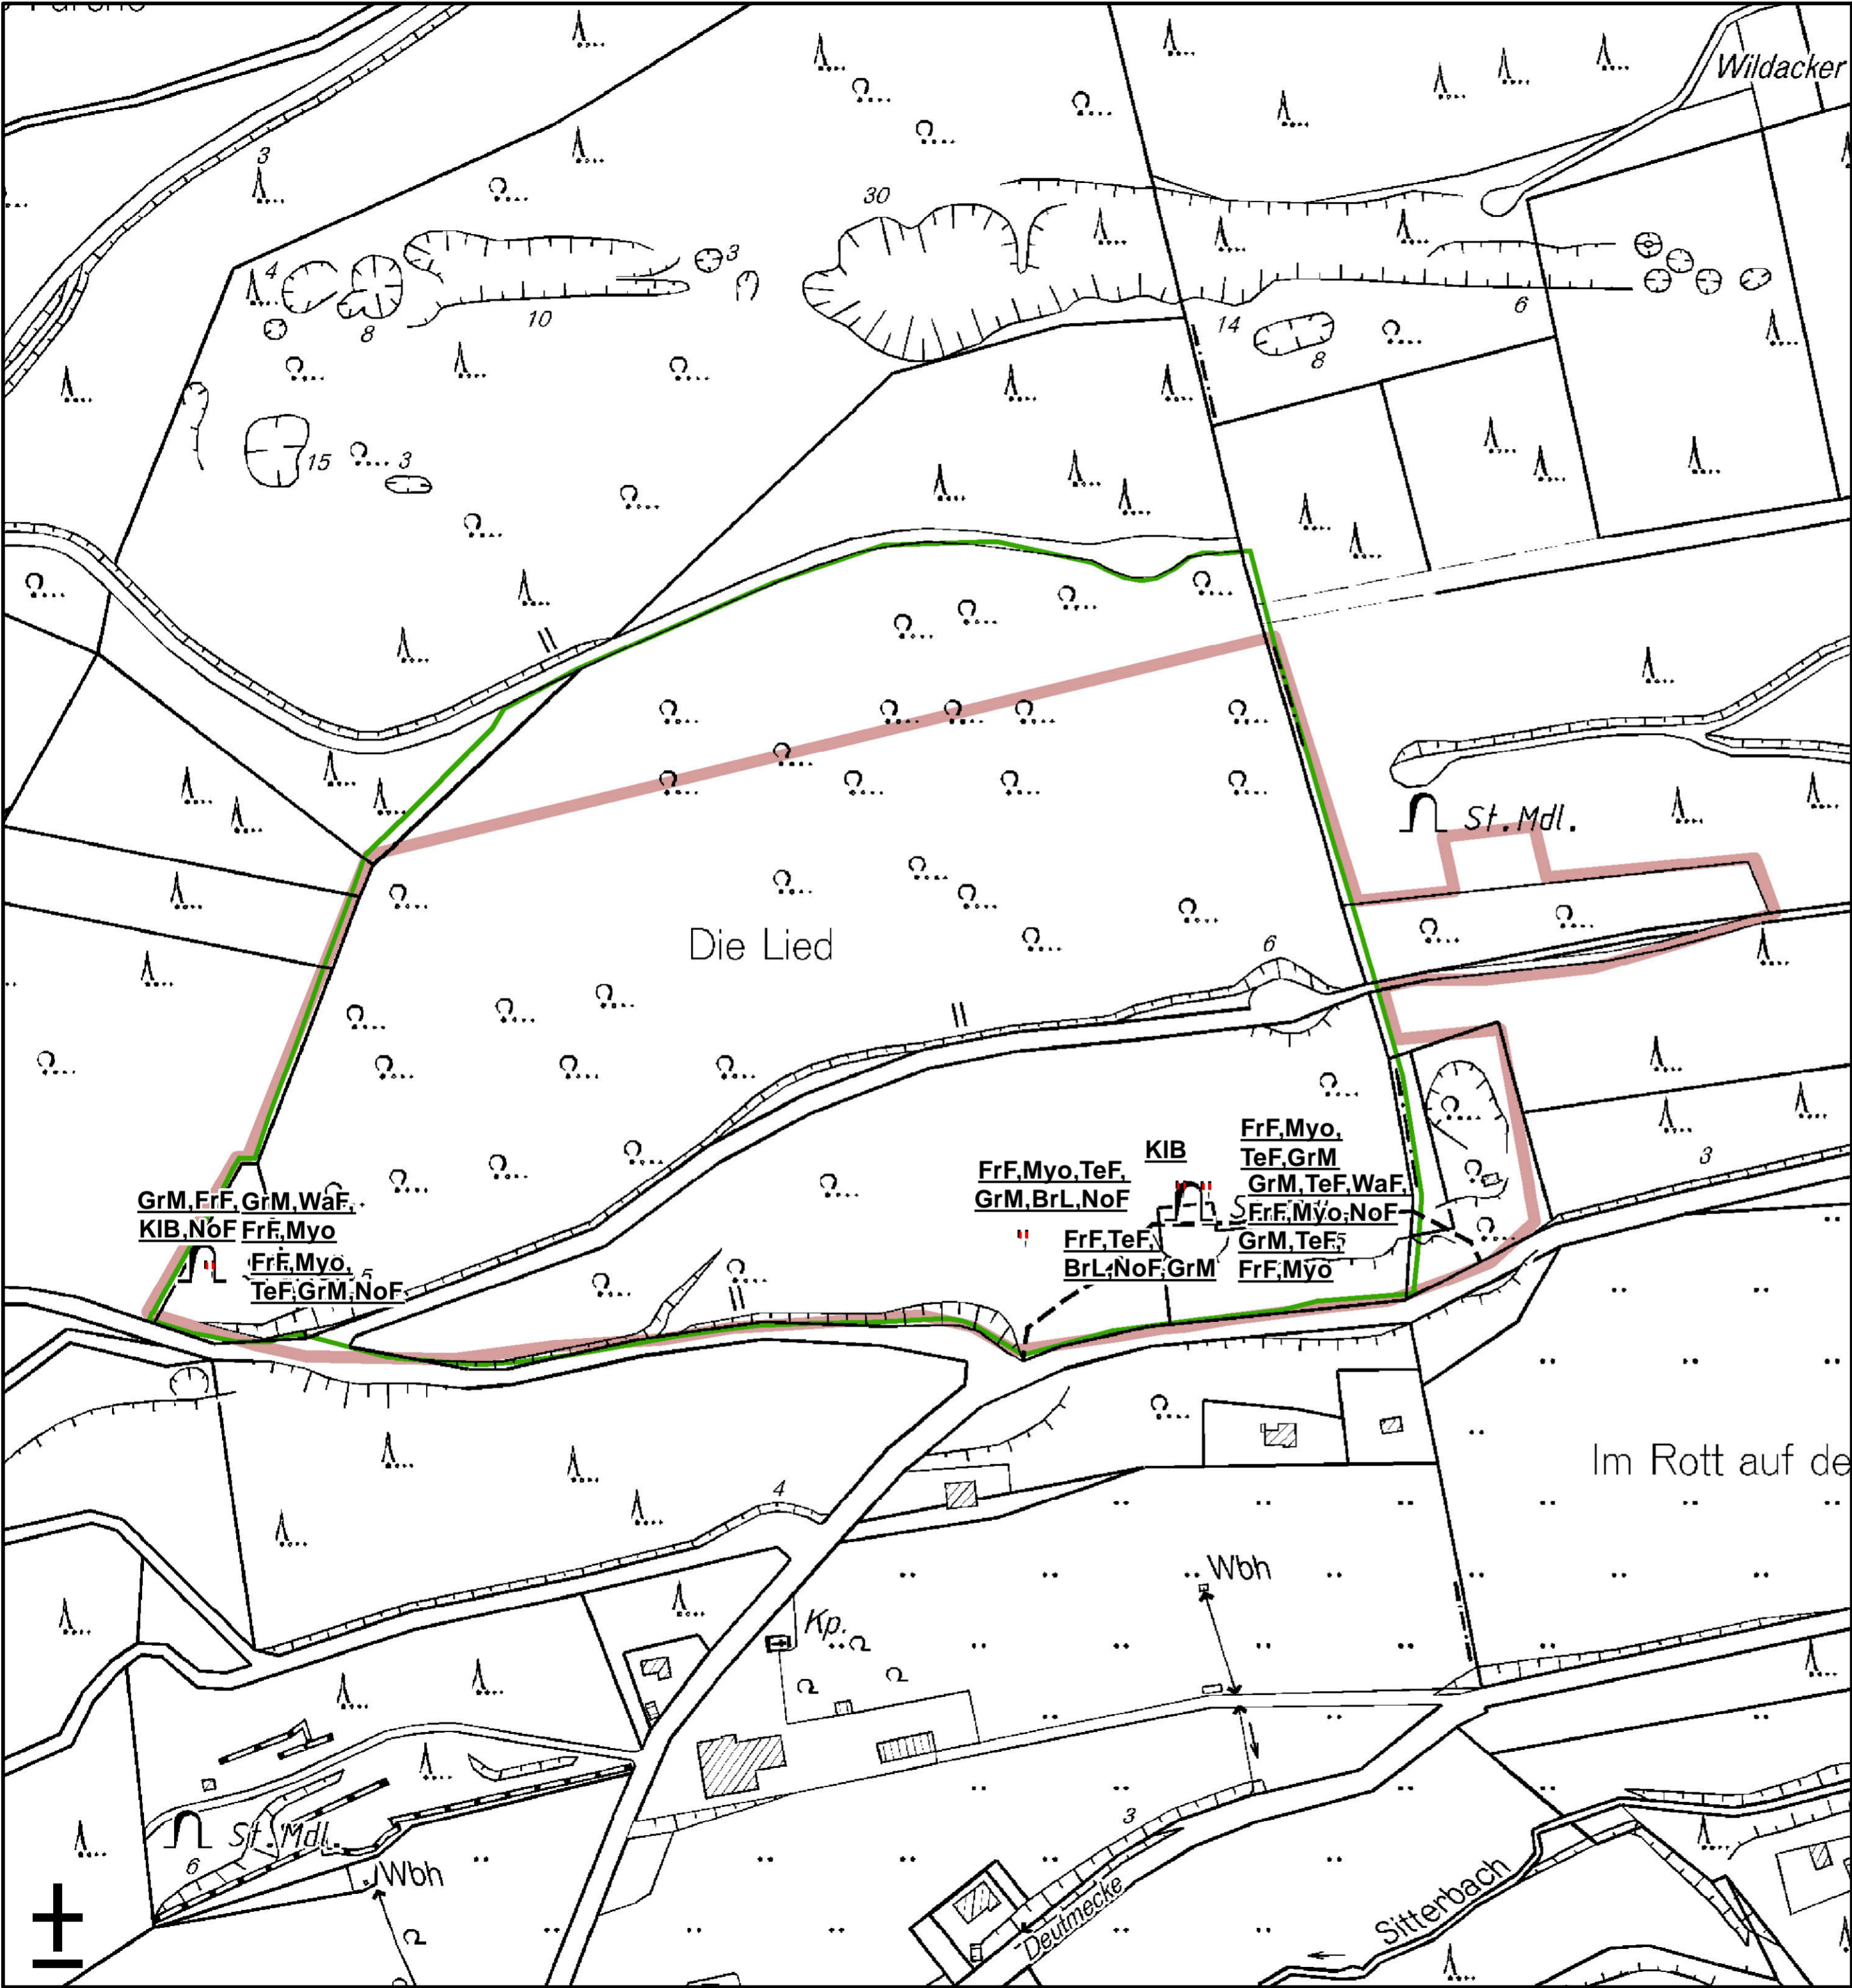 Wildacker
3
30
4
3
8
10
14
6
8
15
3
Die Lied
6
St. Mdl.
3
KIB
FrF,Myo,
TeF,GrM
FrF,Myo,TeF,
GrM,BrL,NoF
GrM,TeF,WaF,
FrF,Myo,NoF
GrM,FrF,
KIB,NoF
GrM,WaF,
FrF,Myo
FrF,Myo,
TeF,GrM,NoF
5
FrF,TeF,
BrL,NoF,GrM
GrM,TeF,
FrF,Myo
Im Rott auf de
4
Wbh
Kp.
St. Mdl.
6
Wbh
3
Deutmecke
Sitterbach